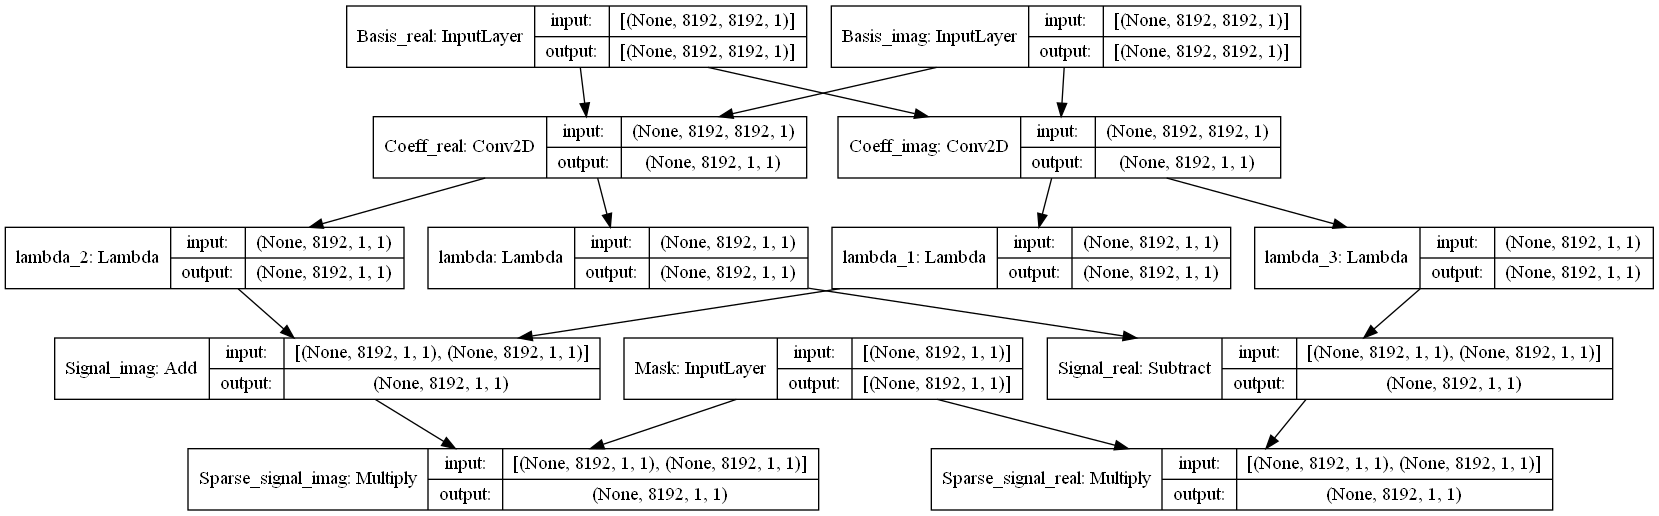 Basis_real: InputLayer
input:
[(None, 8192, 8192, 1)]
output:
[(None, 8192, 8192, 1)]
Basis_imag: InputLayer
input:
[(None, 8192, 8192, 1)]
output:
[(None, 8192, 8192, 1)]
Coeff_real: Conv2D
input:
(None, 8192, 8192, 1)
output:
(None, 8192, 1, 1)
Coeff_imag: Conv2D
input:
(None, 8192, 8192, 1)
output:
(None, 8192, 1, 1)
lambda_2: Lambda
input:
(None, 8192, 1, 1)
output:
(None, 8192, 1, 1)
lambda: Lambda
input:
(None, 8192, 1, 1)
output:
(None, 8192, 1, 1)
lambda_1: Lambda
input:
(None, 8192, 1, 1)
output:
(None, 8192, 1, 1)
lambda_3: Lambda
input:
(None, 8192, 1, 1)
output:
(None, 8192, 1, 1)
Signal_imag: Add
input:
[(None, 8192, 1, 1), (None, 8192, 1, 1)]
output:
(None, 8192, 1, 1)
Mask: InputLayer
input:
[(None, 8192, 1, 1)]
output:
[(None, 8192, 1, 1)]
Signal_real: Subtract
input:
[(None, 8192, 1, 1), (None, 8192, 1, 1)]
output:
(None, 8192, 1, 1)
Sparse_signal_imag: Multiply
input:
[(None, 8192, 1, 1), (None, 8192, 1, 1)]
output:
(None, 8192, 1, 1)
Sparse_signal_real: Multiply
input:
[(None, 8192, 1, 1), (None, 8192, 1, 1)]
output:
(None, 8192, 1, 1)